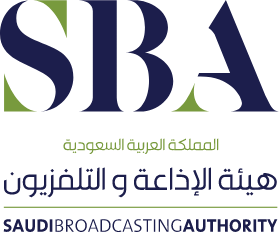 SBA
المملكة العربية السعودية
هيئة الإذاعة و التلفزيون
SAUDIBROADCASTINGAUTHORITY